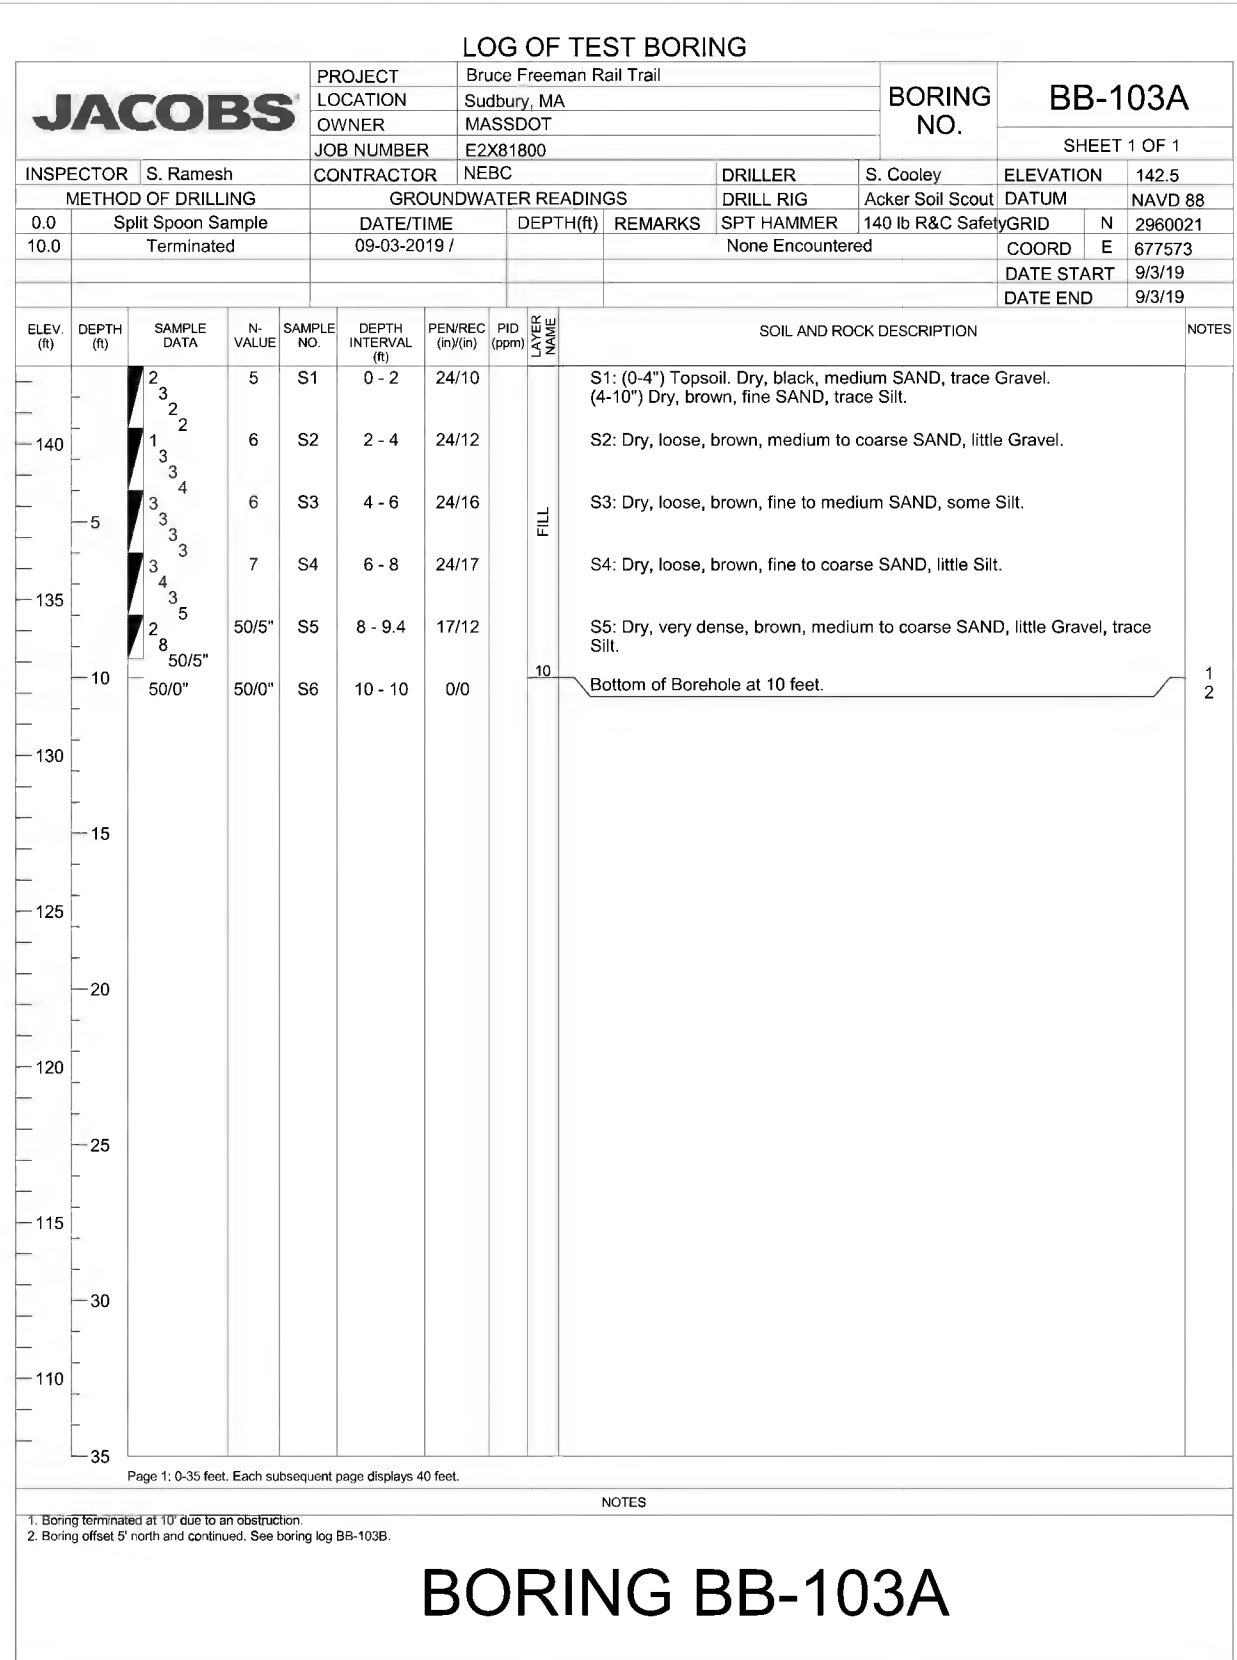 LOG OF TEST BORING
JACOBS
PROJECT Bruce Freeman Rail Trail
LOCATION Sudbury, MA
OWNER MASSDOT
JOB NUMBER E2X81800
BORING NO.
BB-103A
SHEET 1 OF 1
INSPECTOR S. Ramesh CONTRACTOR NEBC DRILLER S. Cooley ELEVATION 142.5
METHOD OF DRILLING GROUNDWATER READINGS DRILL RIG Acker Soil Scout DATUM NAVD 88
0.0 Split Spoon Sample DATE/TIME DEPTH(ft) REMARKS SPT HAMMER 140 lb R&C Safety GRID N 2960021
10.0 Terminated 09-03-2019 / None Encountered COORD E 677573
DATE START 9/3/19
DATE END 9/3/19
ELEV. (ft) DEPTH (ft) SAMPLE DATA N-VALUE SAMPLE NO. DEPTH INTERVAL (ft) PEN/REC (in)/(in) PID (ppm) LAYER NAME SOIL AND ROCK DESCRIPTION NOTES
2 3 2 2 5 S1 0 - 2 24/10 S1: (0-4") Topsoil. Dry, black, medium SAND, trace Gravel.
(4-10") Dry, brown, fine SAND, trace Silt.
140 1 3 3 4 6 S2 2 - 4 24/12 S2: Dry, loose, brown, medium to coarse SAND, little Gravel.
5 3 3 3 3 6 S3 4 - 6 24/16 FILL S3: Dry, loose, brown, fine to medium SAND, some Silt.
3 4 3 5 7 S4 6 - 8 24/17 S4: Dry, loose, brown, fine to coarse SAND, little Silt.
135
2 8 50/5" 50/5" S5 8 - 9.4 17/12 S5: Dry, very dense, brown, medium to coarse SAND, little Gravel, trace
Silt.
10 10 1
50/0" 50/0" S6 10 - 10 0/0 Bottom of Borehole at 10 feet. 2
130
15
125
20
120
25
115
30
110
35
Page 1: 0-35 feet. Each subsequent page displays 40 feet.
NOTES
1. Boring terminated at 10' due to an obstruction.
2. Boring offset 5' north and continued. See boring log BB-103B.
BORING BB-103A